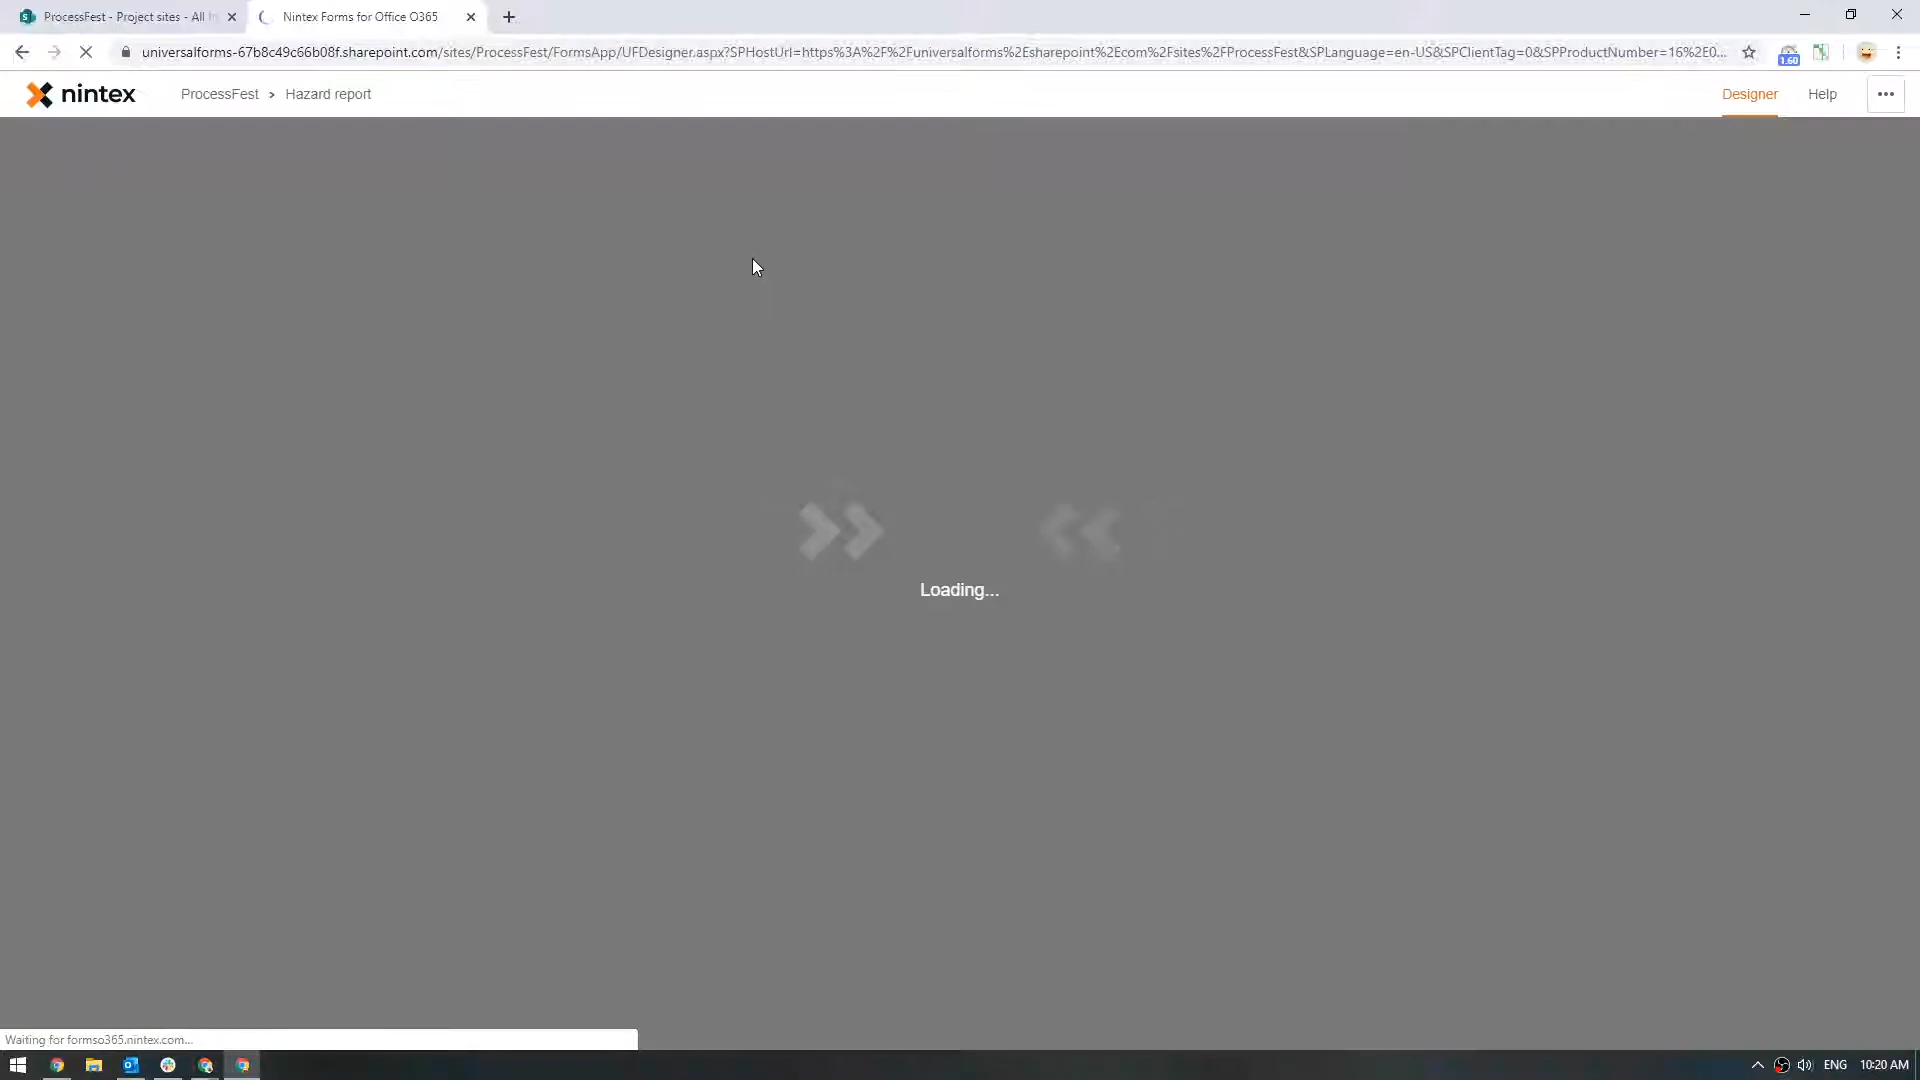 ProcessFest - Project sites - All
Nintex Forms for Office O365
universalforms-67b8c49c66b08f.sharepoint.com/sites/ProcessFest/FormsApp/UFDesigner.aspx?SPHostUrl=https%3A%2F%2Funiversalforms%2Esharepoint%2Ecom%2Fsites%2FProcessFest&SPLanguage=en-US&SPClientTag=0&SPProductNumber=16%2E0...
1.60
nintex
ProcessFest > Hazard report
Designer
Help
Loading...
Waiting for formso365.nintex.com...
ENG
10:20 AM